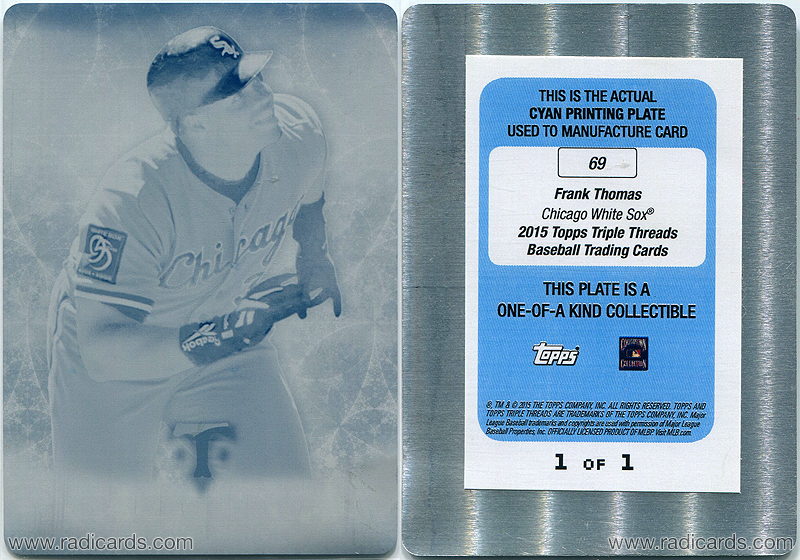 Sox
Chicago
Reebok
T
www.radicards.com
THIS IS THE ACTUAL
CYAN PRINTING PLATE
USED TO MANUFACTURE CARD
69
Frank Thomas
Chicago White Sox®
2015 Topps Triple Threads
Baseball Trading Cards
THIS PLATE IS A
ONE-OF-A KIND COLLECTIBLE
Topps
®, TM & © 2015 THE TOPPS COMPANY, INC. ALL RIGHTS RESERVED. TOPPS AND
TOPPS TRIPLE THREADS ARE TRADEMARKS OF THE TOPPS COMPANY, INC. Major
League Baseball trademarks and copyrights are used with permission of Major League
Baseball Properties, Inc. OFFICIALLY LICENSED PRODUCT OF MLBP. Visit MLB.com.
1 OF 1
www.radicards.com